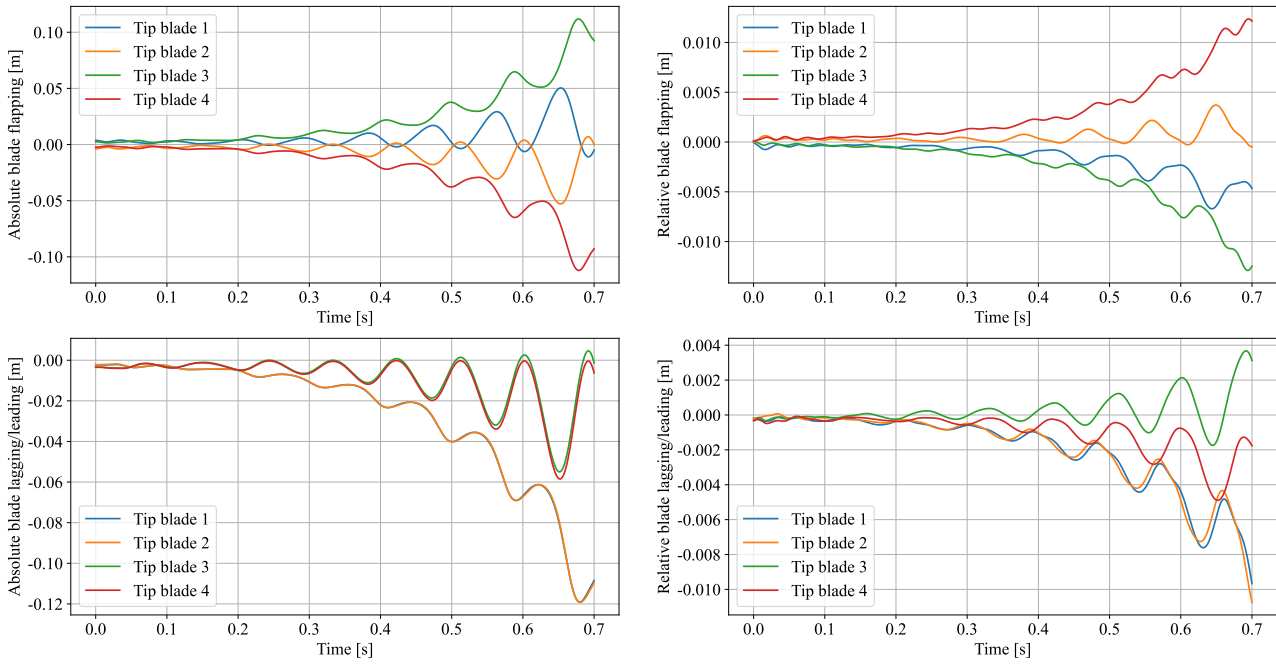 Absolute blade flapping [m]
0.10
0.05
0.00
-0.05
-0.10
Tip blade 1
Tip blade 2
Tip blade 3
Tip blade 4
0.0 0.1 0.2 0.3 0.4 0.5 0.6 0.7
Time [s]
Relative blade flapping [m]
0.010
0.005
0.000
-0.005
-0.010
Tip blade 1
Tip blade 2
Tip blade 3
Tip blade 4
0.0 0.1 0.2 0.3 0.4 0.5 0.6 0.7
Time [s]
Absolute blade lagging/leading [m]
0.00
-0.02
-0.04
-0.06
-0.08
-0.10
-0.12
Tip blade 1
Tip blade 2
Tip blade 3
Tip blade 4
0.0 0.1 0.2 0.3 0.4 0.5 0.6 0.7
Time [s]
Relative blade lagging/leading [m]
0.004
0.002
0.000
-0.002
-0.004
-0.006
-0.008
-0.010
Tip blade 1
Tip blade 2
Tip blade 3
Tip blade 4
0.0 0.1 0.2 0.3 0.4 0.5 0.6 0.7
Time [s]